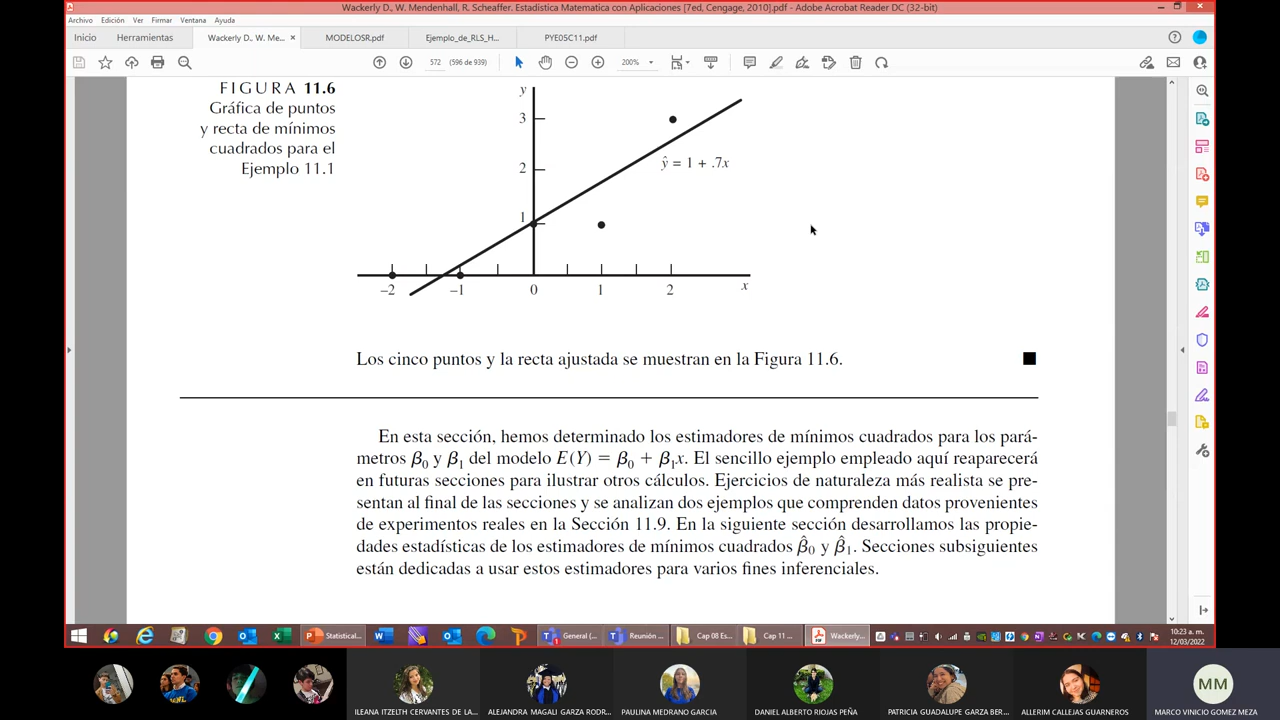 Wackerly D., W. Mendenhall, R. Scheaffer. Estadística Matematica con Aplicaciones [7ed, Cengage, 2010].pdf - Adobe Acrobat Reader DC (32-bit)
Archivo Edición Ver Firmar Ventana Ayuda
Inicio Herramientas Wackerly D., W. Me... × MODELOSR.pdf Ejemplo_de_RLS_H... PYE05C11.pdf
572 (596 de 939) 200%
FIGURA 11.6
Gráfica de puntos
y recta de mínimos
cuadrados para el
Ejemplo 11.1
y
3
2
1
ŷ = 1 + .7x
–2 –1 0 1 2 x
Los cinco puntos y la recta ajustada se muestran en la Figura 11.6.
En esta sección, hemos determinado los estimadores de mínimos cuadrados para los pará-
metros β0 y β1 del modelo E(Y) = β0 + β1x. El sencillo ejemplo empleado aquí reaparecerá
en futuras secciones para ilustrar otros cálculos. Ejercicios de naturaleza más realista se pre-
sentan al final de las secciones y se analizan dos ejemplos que comprenden datos provenientes
de experimentos reales en la Sección 11.9. En la siguiente sección desarrollamos las propie-
dades estadísticas de los estimadores de mínimos cuadrados β̂0 y β̂1. Secciones subsiguientes
están dedicadas a usar estos estimadores para varios fines inferenciales.
Statistical... General (... Reunión ... Cap 08 Es... Cap 11 ... Wackerly...
10:23 a. m.
12/03/2022
MM
ILEANA ITZELTH CERVANTES DE LA... ALEJANDRA MAGALI GARZA RODR... PAULINA MEDRANO GARCIA DANIEL ALBERTO RIOJAS PEÑA PATRICIA GUADALUPE GARZA BER... ALLERIM CALLEJAS GUARNEROS MARCO VINICIO GOMEZ MEZA